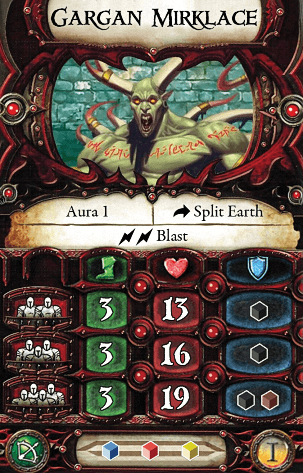 GARGAN MIRKLACE
Aura 1
Split Earth
Blast
3 13
3 16
3 19
I